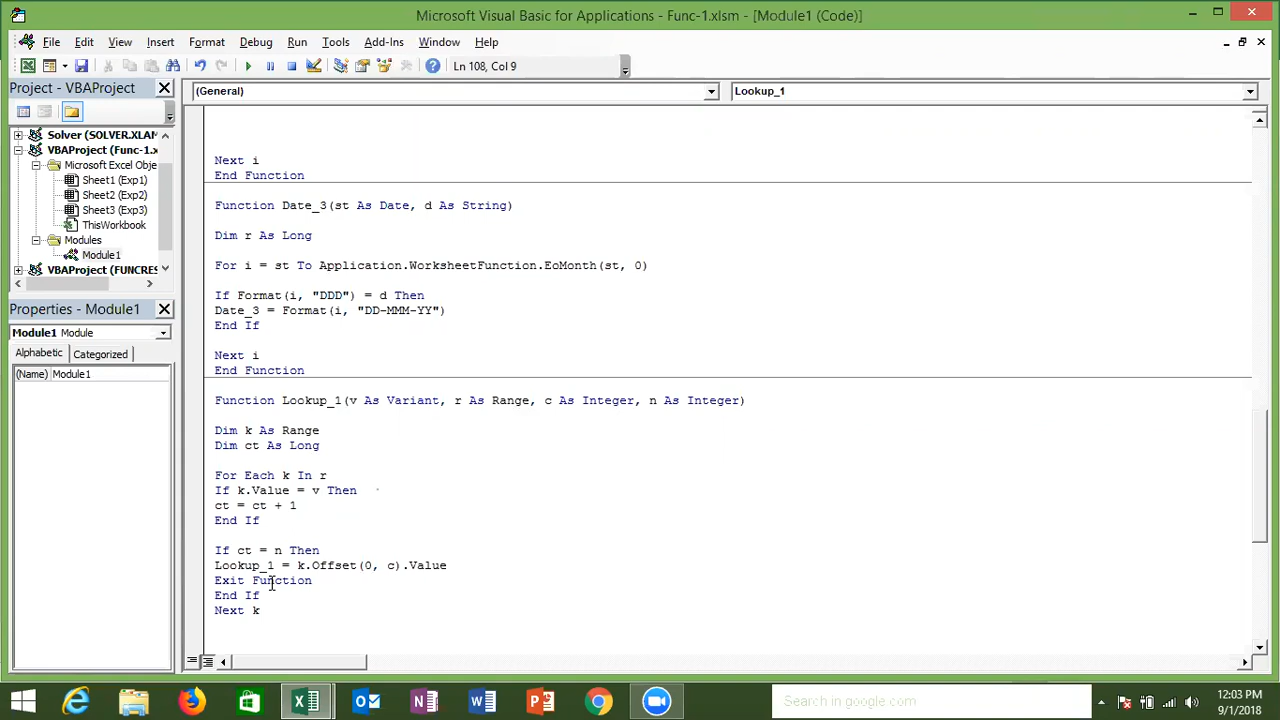 Microsoft Visual Basic for Applications - Func-1.xlsm - [Module1 (Code)]
File Edit View Insert Format Debug Run Tools Add-Ins Window Help
Ln 108, Col 9
Project - VBAProject
(General)
Lookup_1
Solver (SOLVER.XLAM
VBAProject (Func-1.x
Microsoft Excel Obje
Sheet1 (Exp1)
Sheet2 (Exp2)
Sheet3 (Exp3)
ThisWorkbook
Modules
Module1
VBAProject (FUNCRES
Properties - Module1
Module1 Module
Alphabetic Categorized
(Name) Module1
Next i
End Function
Function Date_3(st As Date, d As String)
Dim r As Long
For i = st To Application.WorksheetFunction.EoMonth(st, 0)
If Format(i, "DDD") = d Then
Date_3 = Format(i, "DD-MMM-YY")
End If
Next i
End Function
Function Lookup_1(v As Variant, r As Range, c As Integer, n As Integer)
Dim k As Range
Dim ct As Long
For Each k In r
If k.Value = v Then
ct = ct + 1
End If
If ct = n Then
Lookup_1 = k.Offset(0, c).Value
Exit Function
End If
Next k
Search in google.com
12:03 PM
9/1/2018